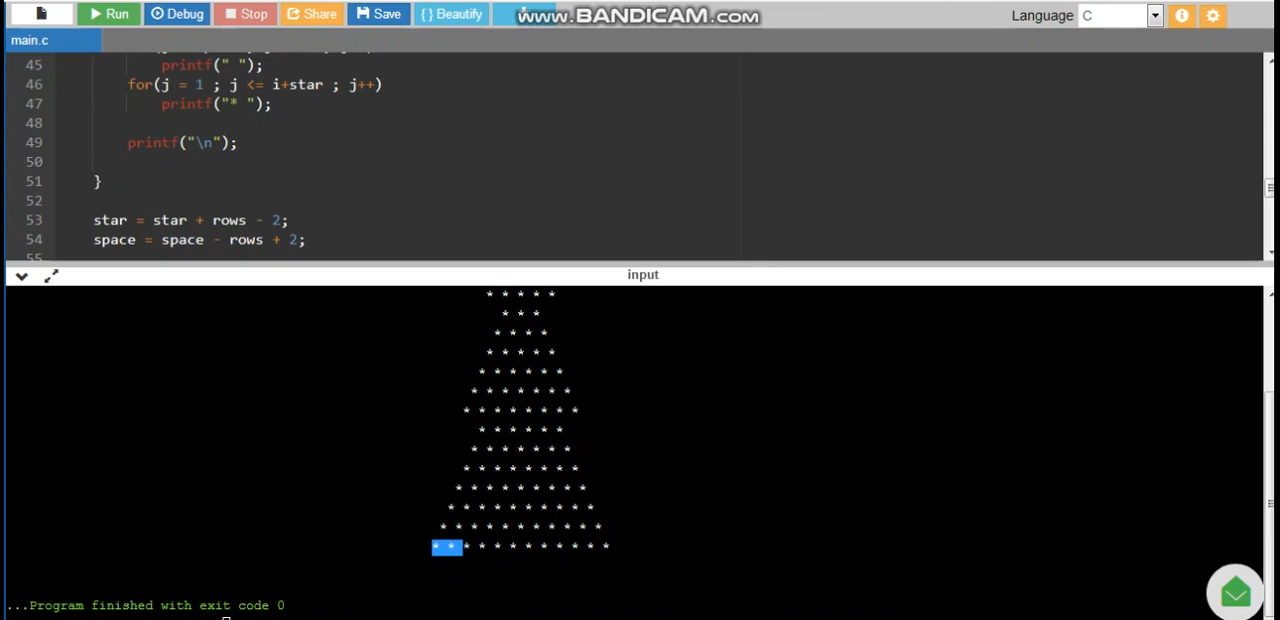 Run Debug Stop Share Save { } Beautify www.BANDICAM.com Language C
main.c
45 printf(" ");
46 for(j = 1 ; j <= i+star ; j++)
47 printf("* ");
48
49 printf("\n");
50
51 }
52
53 star = star + rows - 2;
54 space = space - rows + 2;
55
input
* * * * *
* * *
* * * *
* * * * *
* * * * * *
* * * * * * *
* * * * * * * *
* * * * * *
* * * * * * *
* * * * * * * *
* * * * * * * * *
* * * * * * * * * *
* * * * * * * * * * *
* * * * * * * * * * * *
...Program finished with exit code 0